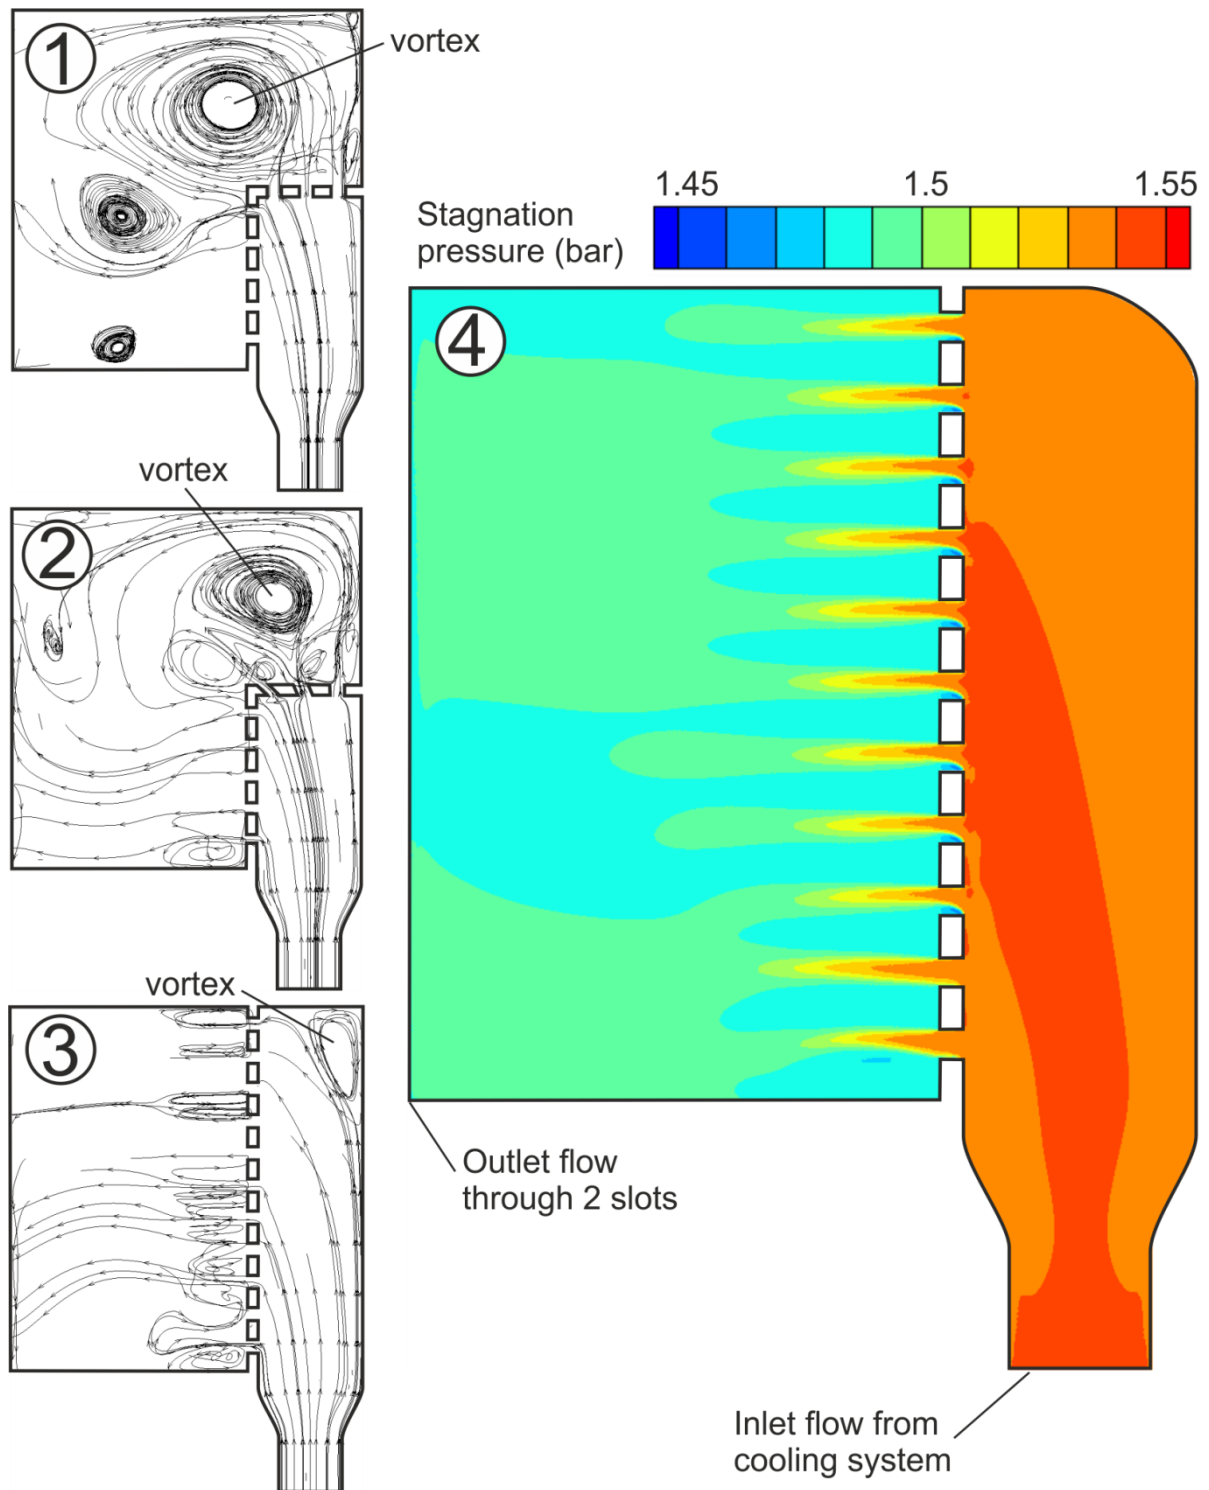 1
vortex
1.45 1.5 1.55
Stagnation
pressure (bar)
4
vortex
2
vortex
3
Outlet flow
through 2 slots
Inlet flow from
cooling system